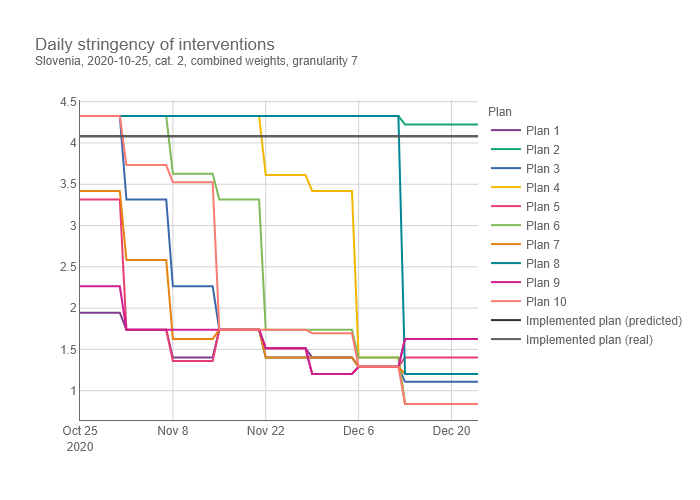 Daily stringency of interventions
Slovenia, 2020-10-25, cat. 2, combined weights, granularity 7
4.5
4
3.5
3
2.5
2
1.5
1
Oct 25
2020
Nov 8
Nov 22
Dec 6
Dec 20
Plan
Plan 1
Plan 2
Plan 3
Plan 4
Plan 5
Plan 6
Plan 7
Plan 8
Plan 9
Plan 10
Implemented plan (predicted)
Implemented plan (real)